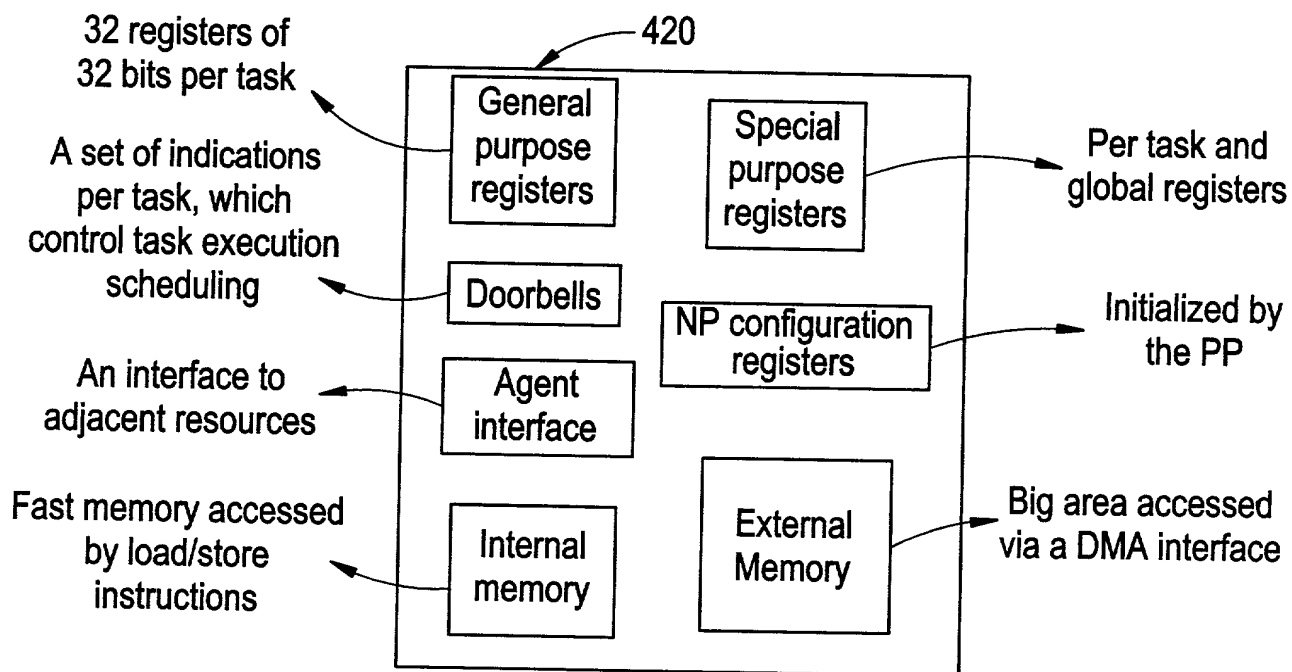 32 registers of
32 bits per task
420
General
purpose
registers
Special
purpose
registers
Per task and
global registers
A set of indications
per task, which
control task execution
scheduling
Doorbells
NP configuration
registers
Initialized by
the PP
An interface to
adjacent resources
Agent
interface
Fast memory accessed
by load/store
instructions
Internal
memory
External
Memory
Big area accessed
via a DMA interface